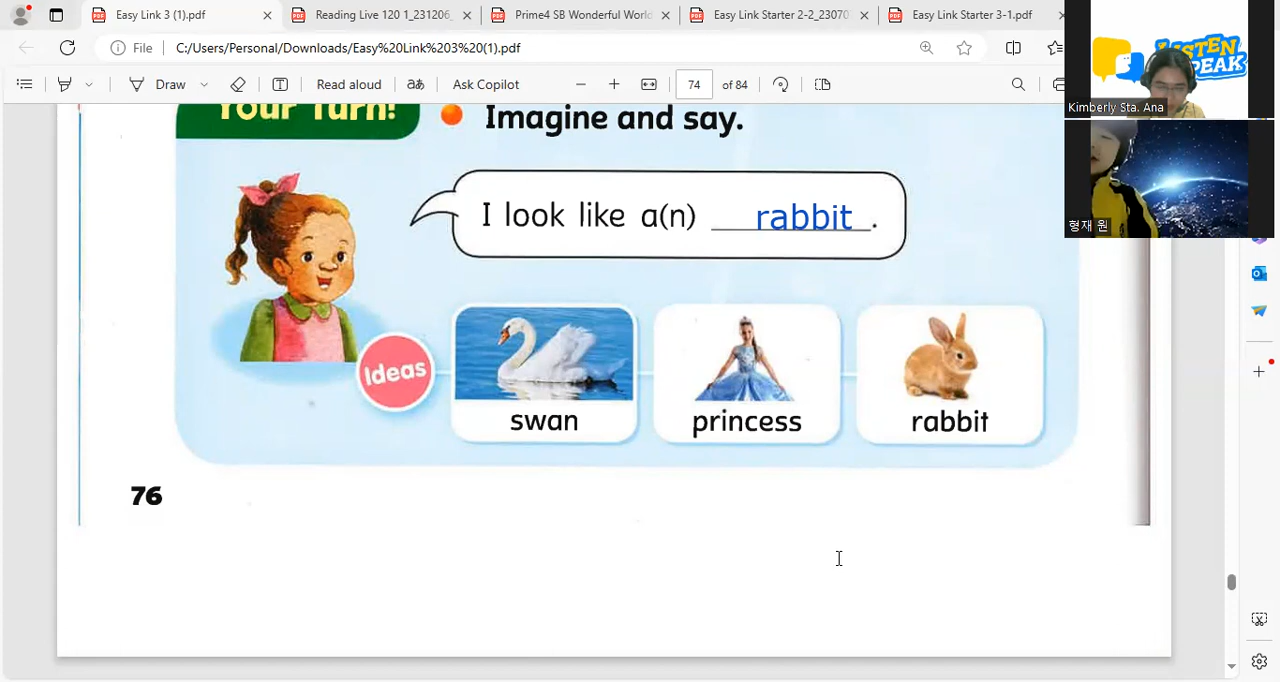 Easy Link 3 (1).pdf
Reading Live 120 1_231206_
Prime4 SB Wonderful World
Easy Link Starter 2-2_23070
Easy Link Starter 3-1.pdf
File
C:/Users/Personal/Downloads/Easy%20Link%203%20(1).pdf
Draw
Read aloud
Ask Copilot
74 of 84
LISTEN
SPEAK
Kimberly Sta. Ana
형재 원
Your Turn!
Imagine and say.
I look like a(n) rabbit.
Ideas
swan
princess
rabbit
76